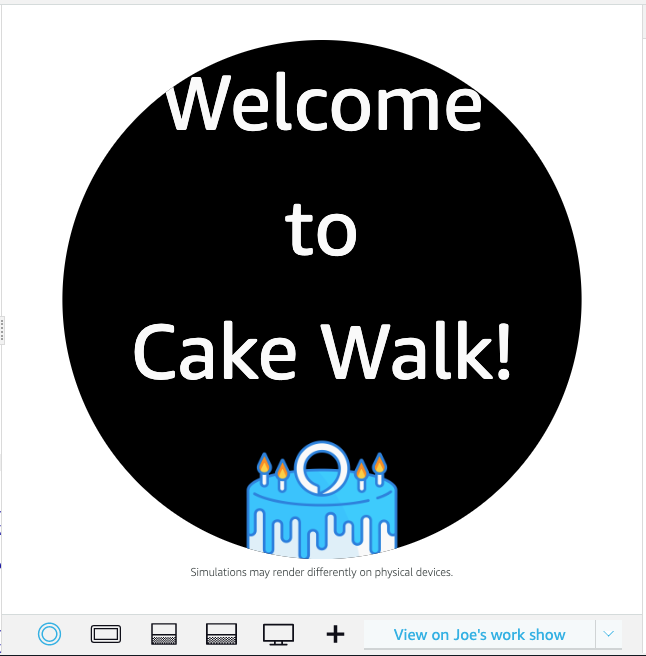 Welcome
to
Cake Walk!
Simulations may render differently on physical devices.
View on Joe's work show